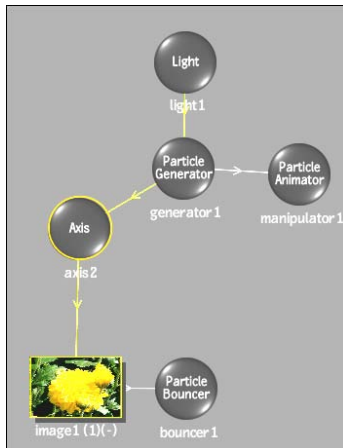 Light
light1
Particle
Generator
generator1
Particle
Animator
manipulator1
Axis
axis2
image1 (1)(-)
Particle
Bouncer
bouncer1